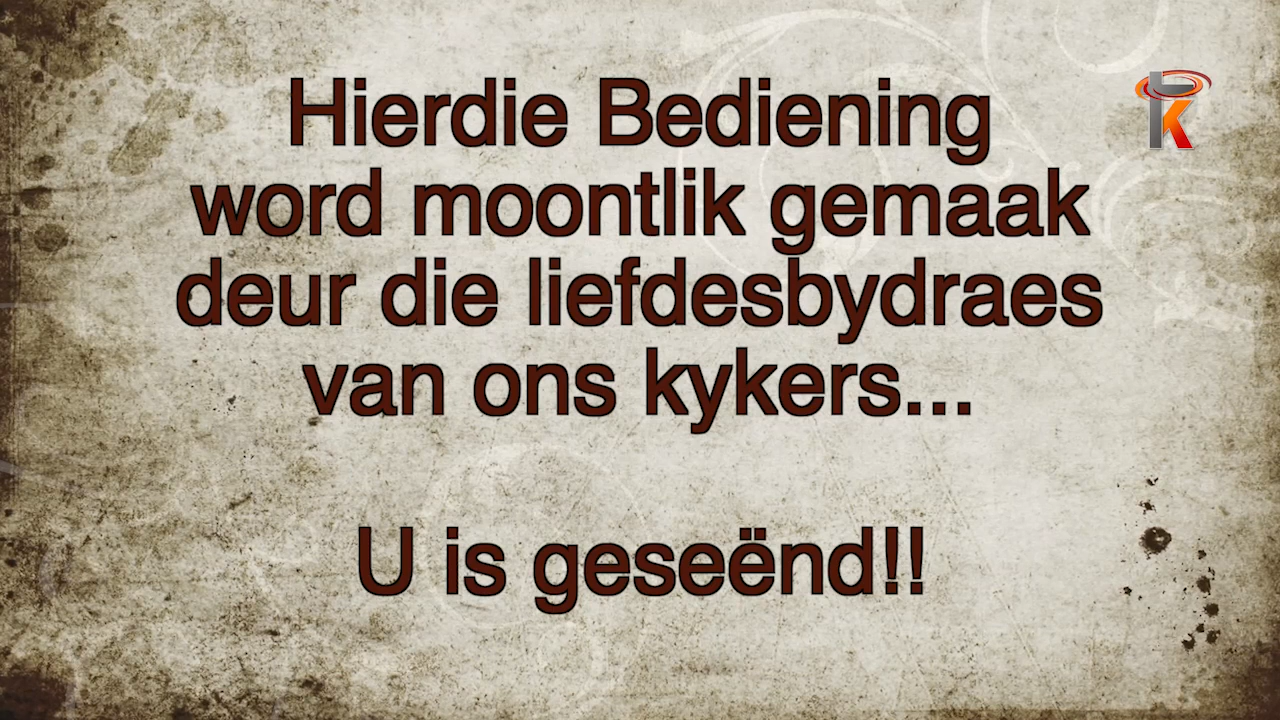 Hierdie Bediening
word moontlik gemaak
deur die liefdesbydraes
van ons kykers...
U is geseënd!!